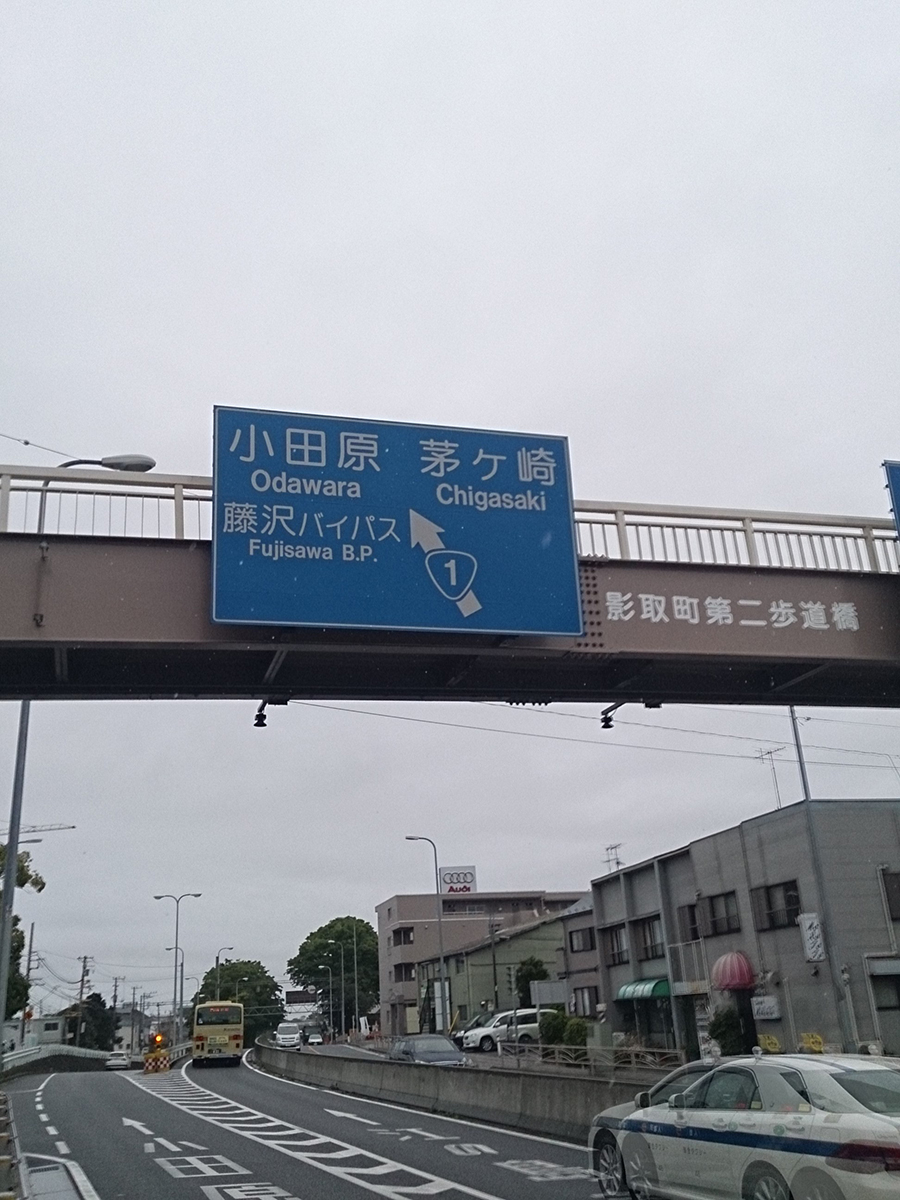 小田原 茅ヶ崎
Odawara Chigasaki
藤沢バイパス
Fujisawa B.P.
1
影取町第二歩道橋
Audi